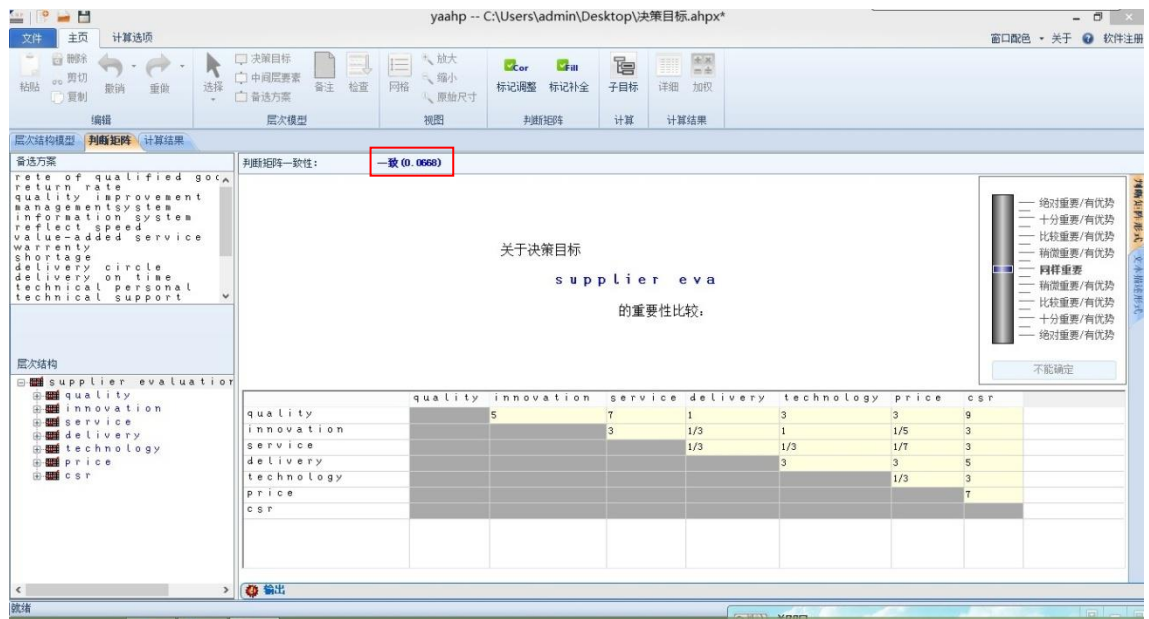 yaahp -- C:\Users\admin\Desktop\决策目标.ahpx*
文件 主页 计算选项 窗口配色 关于 软件注册
粘贴 删除 剪切 复制 撤销 重做 选择 决策目标 中间层要素 备选方案 备注 检查 网格 放大 缩小 原始尺寸 Cor 标记调整 Fill 标记补全 子目标 详细 加权
编辑 层次模型 视图 判断矩阵 计算 计算结果
层次结构模型 判断矩阵 计算结果
备选方案
rete of qualified goo
return rate
quality improvement
managementsystem
information system
reflect speed
value-added service
warrenty
shortage
delivery circle
delivery on time
technical personal
technical support
层次结构
supplier evaluation
quality
innovation
service
delivery
technology
price
csr
判断矩阵一致性: 一致(0.0668)
关于决策目标
supplier eva
的重要性比较:
绝对重要/有优势
十分重要/有优势
比较重要/有优势
稍微重要/有优势
同样重要
稍微重要/有优势
比较重要/有优势
十分重要/有优势
绝对重要/有优势
不能确定
判断矩阵形式
文本描述形式
quality innovation service delivery technology price csr
quality 5 7 1 3 3 9
innovation 3 1/3 1 1/5 3
service 1/3 1/3 1/7 3
delivery 3 3 5
technology 1/3 3
price 7
csr
输出
就绪